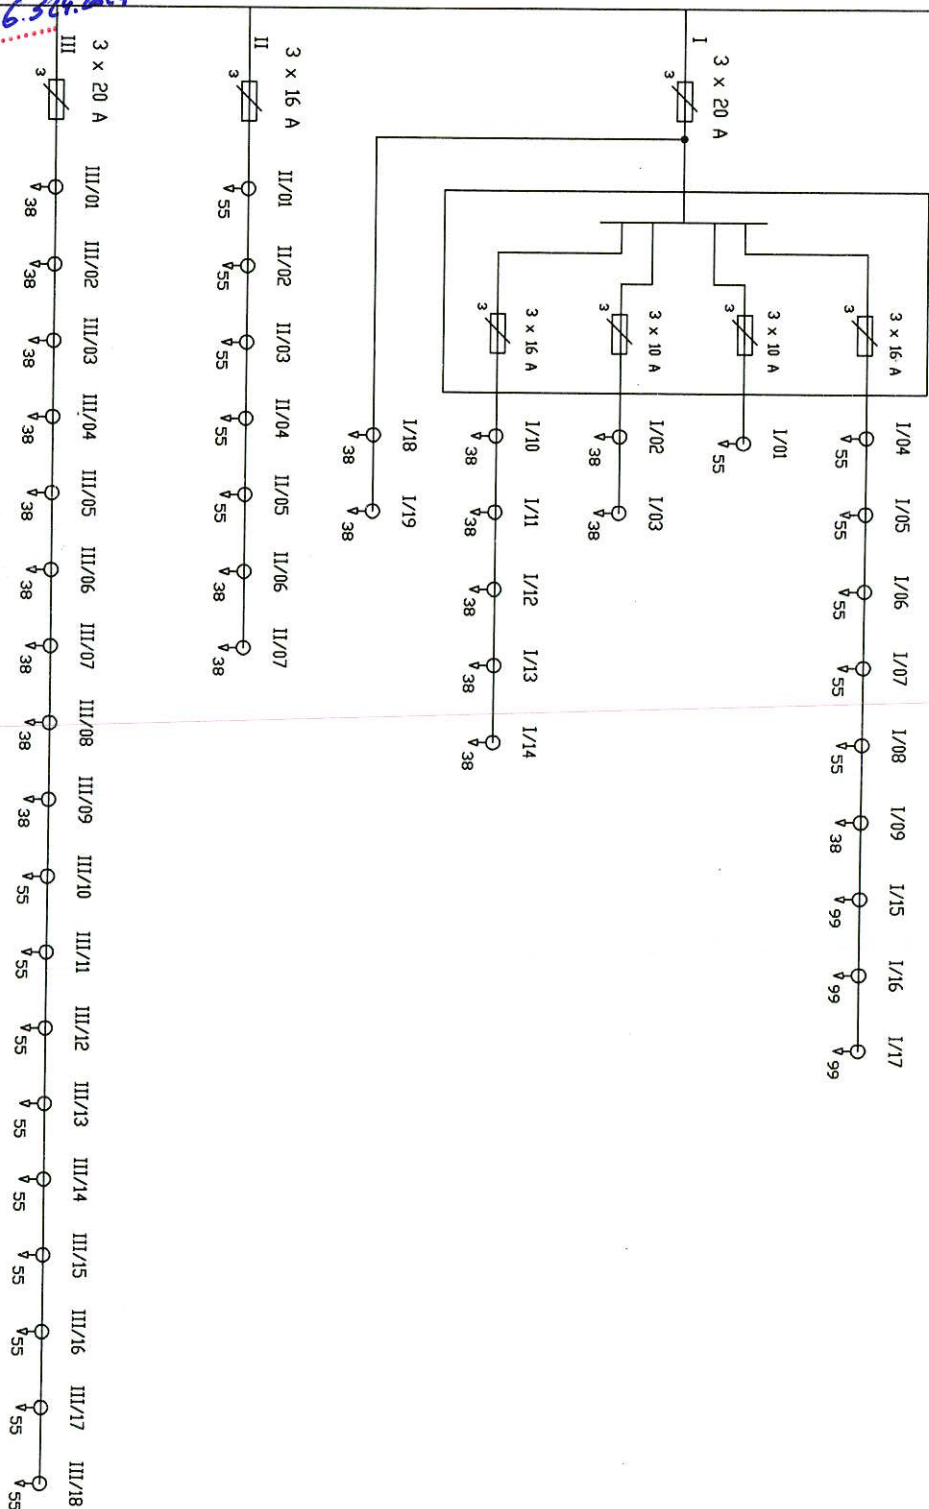 I
3 x 20 A
3
3 x 16 A
3
I/04 I/05 I/06 I/07 I/08 I/09 I/15 I/16 I/17
55 55 55 55 55 38 99 99 99
3 x 10 A
3
I/01
55
3 x 10 A
3
I/02 I/03
38 38
3 x 16 A
3
I/10 I/11 I/12 I/13 I/14
38 38 38 38 38
I/18 I/19
38 38
II
3 x 16 A
3
II/01 II/02 II/03 II/04 II/05 II/06 II/07
55 55 55 55 55 38 38
III
3 x 20 A
3
III/01 III/02 III/03 III/04 III/05 III/06 III/07 III/08 III/09 III/10 III/11 III/12 III/13 III/14 III/15 III/16 III/17 III/18
38 38 38 38 38 38 38 38 38 55 55 55 55 55 55 55 55 55